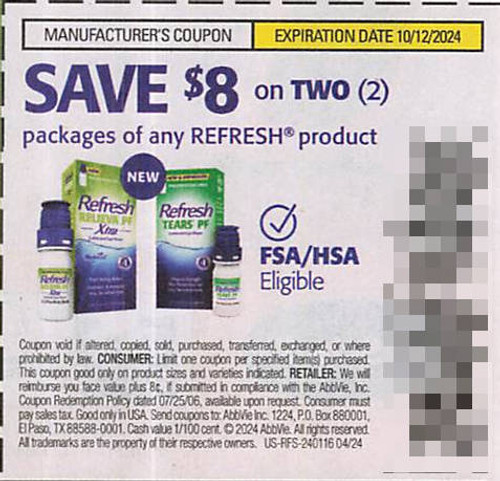 MANUFACTURER'S COUPON
EXPIRATION DATE 10/12/2024
SAVE $8 on TWO (2)
packages of any REFRESH® product
NEW
Refresh
RELIEVA PF
Xtra
Refresh
TEARS PF
Refresh
Refresh
FSA/HSA
Eligible
Coupon void if altered, copied, sold, purchased, transferred, exchanged, or where
prohibited by law. CONSUMER: Limit one coupon per specified item(s) purchased.
This coupon good only on product sizes and varieties indicated. RETAILER: We will
reimburse you face value plus 8¢, if submitted in compliance with the AbbVie, Inc.
Coupon Redemption Policy dated 07/25/06, available upon request. Consumer must
pay sales tax. Good only in USA. Send coupons to: AbbVie Inc. 1224, P.O. Box 880001,
El Paso, TX 88588-0001. Cash value 1/100 cent. © 2024 AbbVie. All rights reserved.
All trademarks are the property of their respective owners. US-RFS-240116 04/24